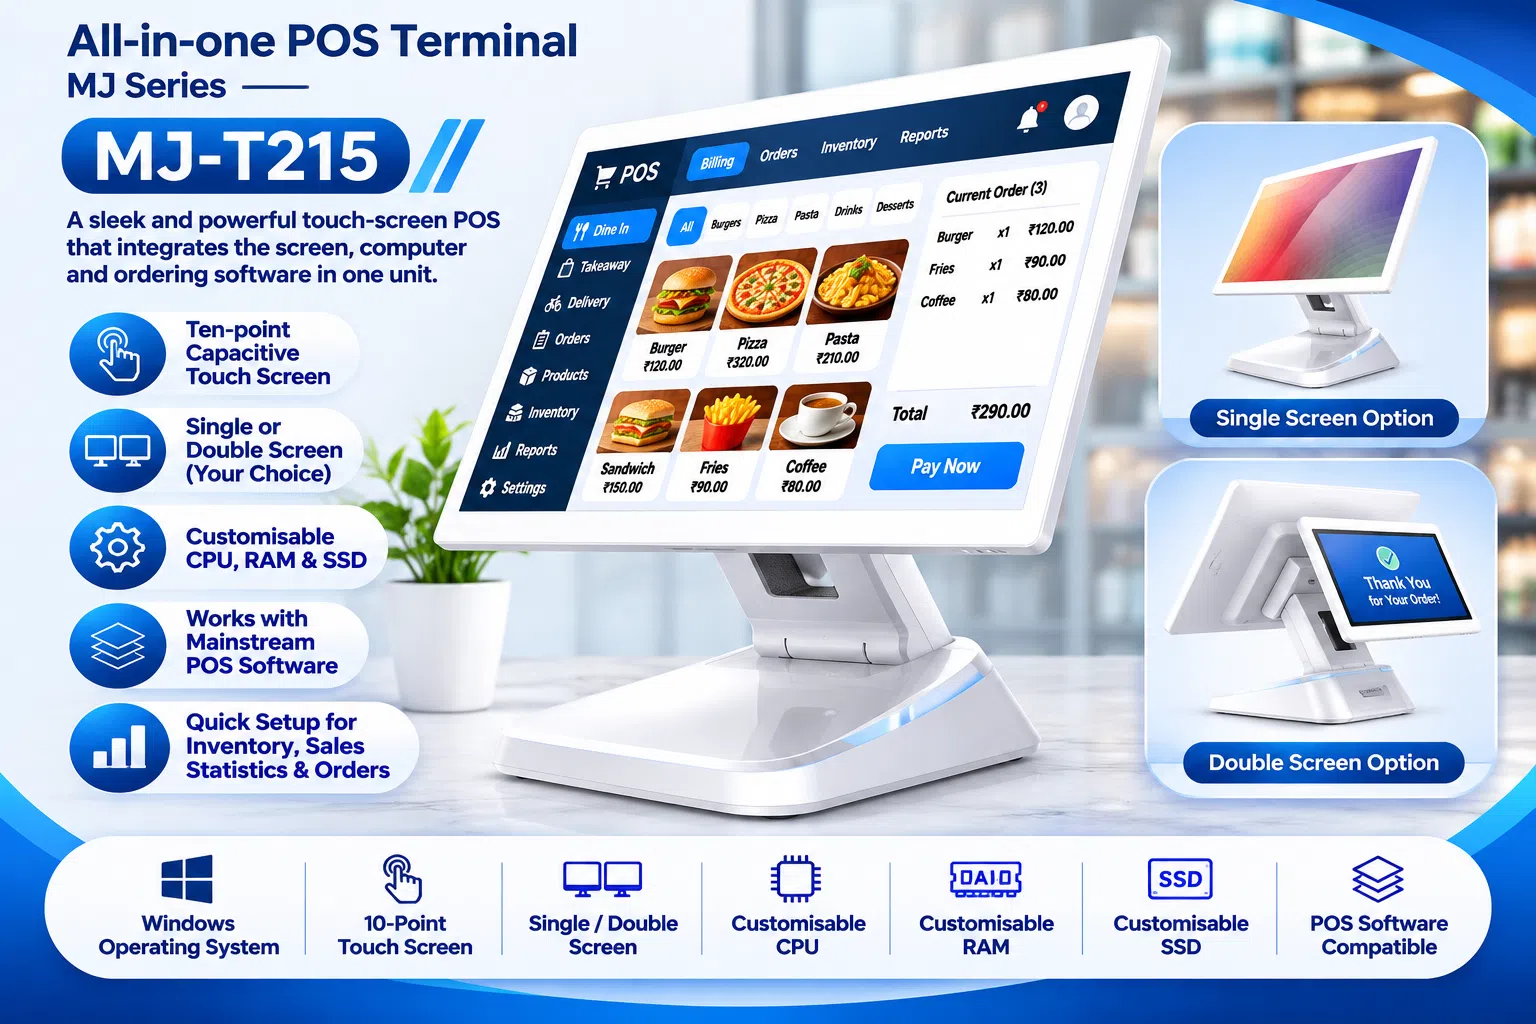 All-in-one POS Terminal
MJ Series
MJ-T215
A sleek and powerful touch-screen POS
that integrates the screen, computer
and ordering software in one unit.
Ten-point
Capacitive
Touch Screen
Single or
Double Screen
(Your Choice)
Customisable
CPU, RAM & SSD
Works with
Mainstream
POS Software
Quick Setup for
Inventory, Sales
Statistics & Orders
POS
Billing
Orders
Inventory
Reports
Dine In
Takeaway
Delivery
Orders
Products
Inventory
Reports
Settings
All
Burgers
Pizza
Pasta
Drinks
Desserts
Burger
₹120.00
Pizza
₹320.00
Pasta
₹210.00
Sandwich
₹150.00
Fries
₹90.00
Coffee
₹80.00
Current Order (3)
Burger x1 ₹120.00
Fries x1 ₹90.00
Coffee x1 ₹80.00
Total ₹290.00
Pay Now
Single Screen Option
Thank You
for Your Order!
Double Screen Option
Windows
Operating System
10-Point
Touch Screen
Single / Double
Screen
Customisable
CPU
Customisable
RAM
SSD
Customisable
SSD
POS Software
Compatible